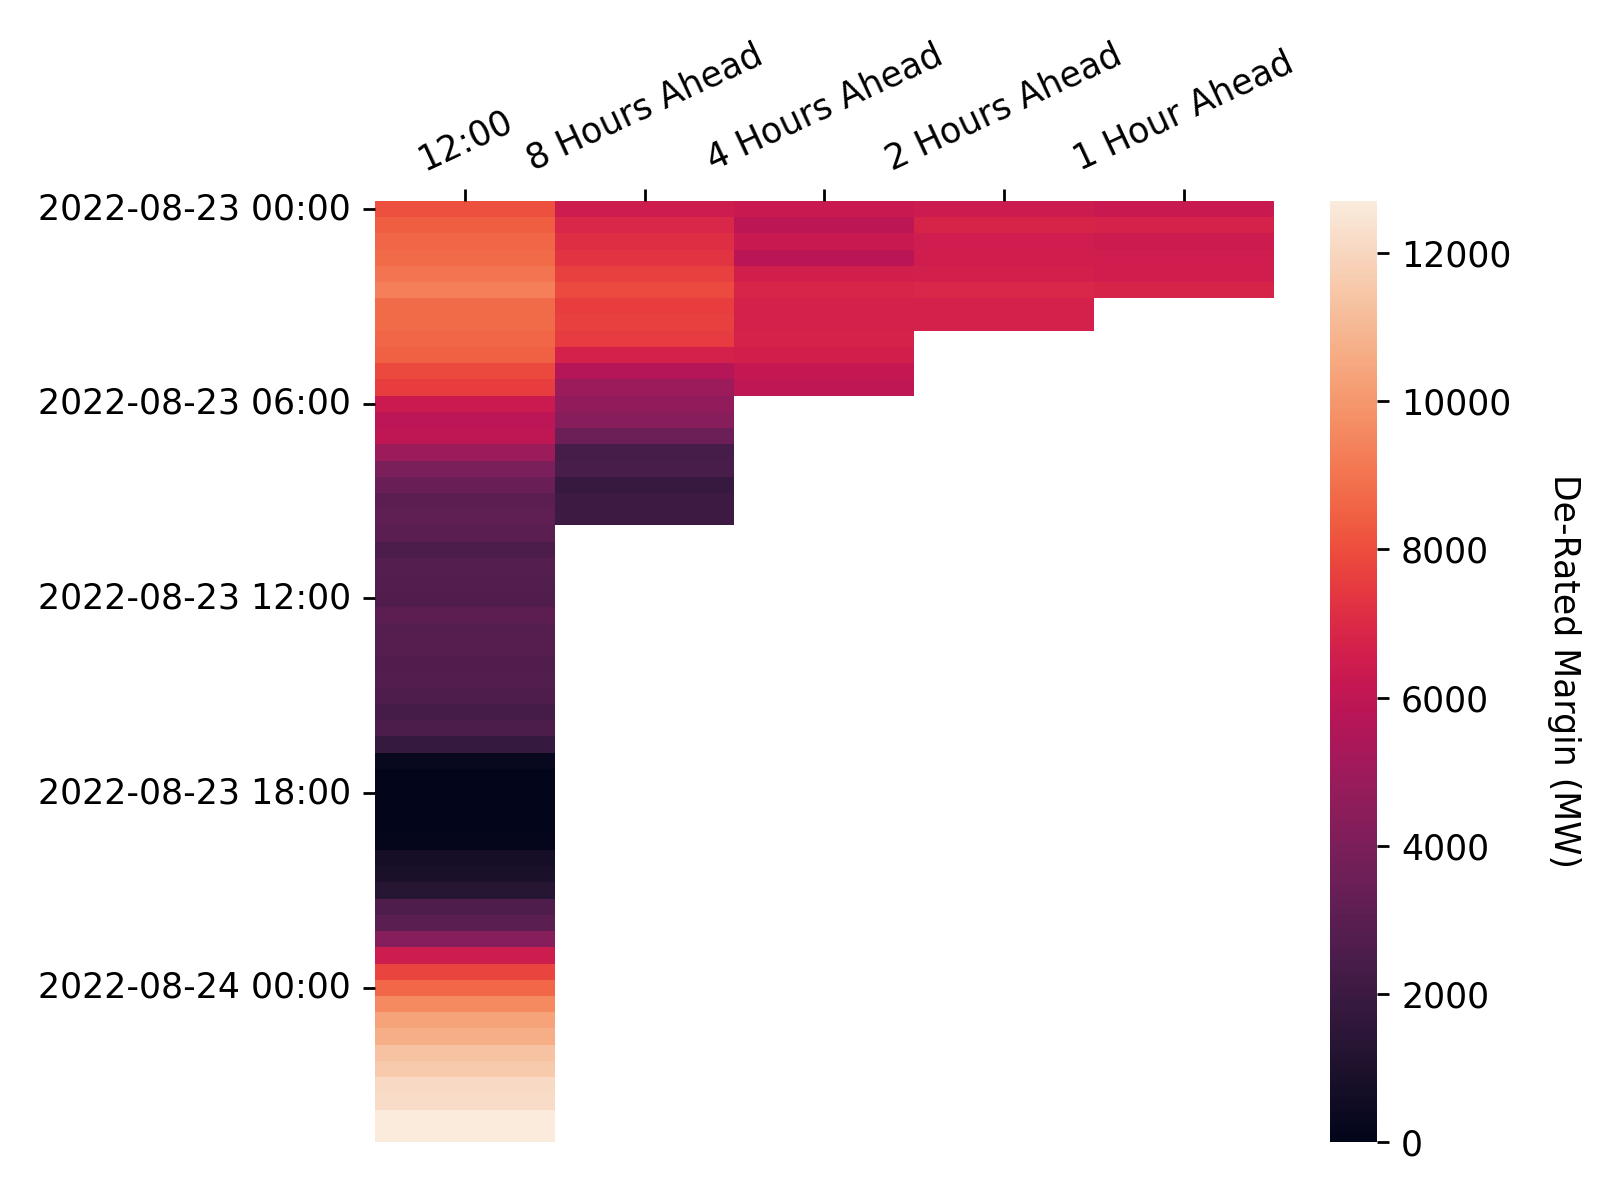 12:00
8 Hours Ahead
4 Hours Ahead
2 Hours Ahead
1 Hour Ahead
2022-08-23 00:00
2022-08-23 06:00
2022-08-23 12:00
2022-08-23 18:00
2022-08-24 00:00
12000
10000
8000
6000
4000
2000
0
De-Rated Margin (MW)